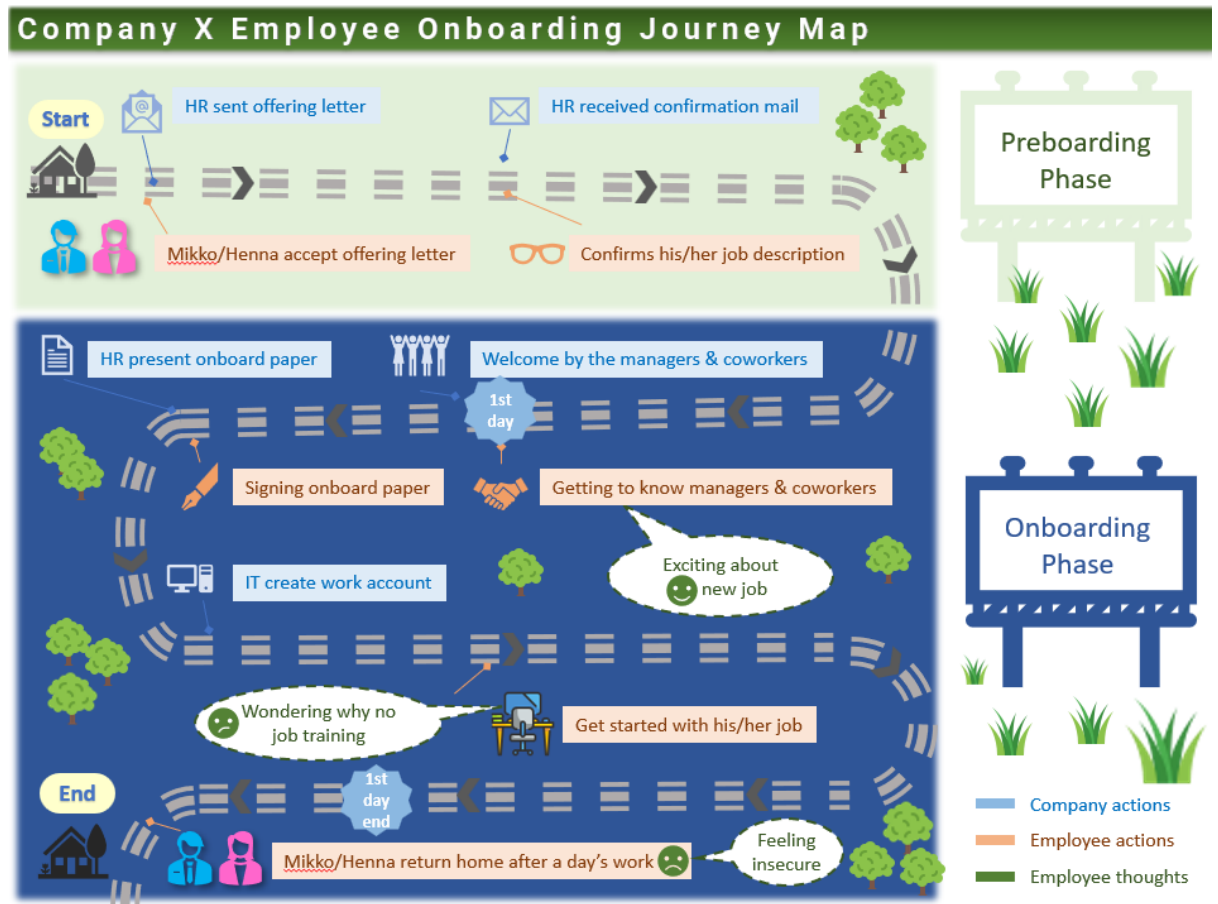 Company X Employee Onboarding Journey Map
Start
HR sent offering letter
HR received confirmation mail
Mikko/Henna accept offering letter
Confirms his/her job description
Preboarding
Phase
HR present onboard paper
Welcome by the managers & coworkers
1st
day
Signing onboard paper
Getting to know managers & coworkers
Exciting about
new job
Onboarding
Phase
IT create work account
Wondering why no
job training
Get started with his/her job
End
1st
day
end
Mikko/Henna return home after a day's work
Feeling
insecure
Company actions
Employee actions
Employee thoughts